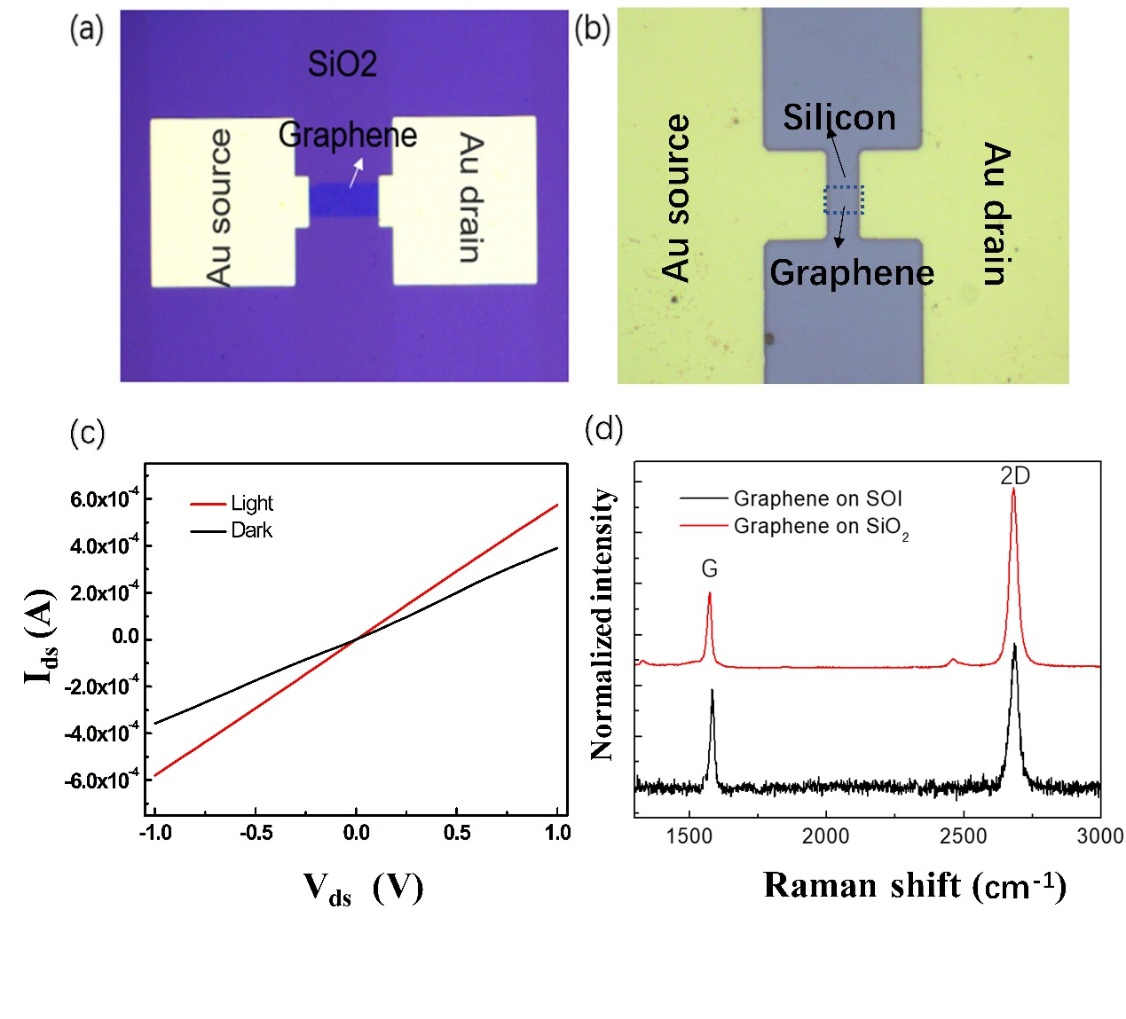 (a)
SiO2
Graphene
Au source
Au drain
(b)
Silicon
Graphene
Au source
Au drain
(c)
Light
Dark
6.0x10⁻⁴
4.0x10⁻⁴
2.0x10⁻⁴
0.0
-2.0x10⁻⁴
-4.0x10⁻⁴
-6.0x10⁻⁴
-1.0 -0.5 0.0 0.5 1.0
I_ds (A)
V_ds (V)
(d)
Graphene on SOI
Graphene on SiO₂
G
2D
Normalized intensity
1500 2000 2500 3000
Raman shift (cm⁻¹)